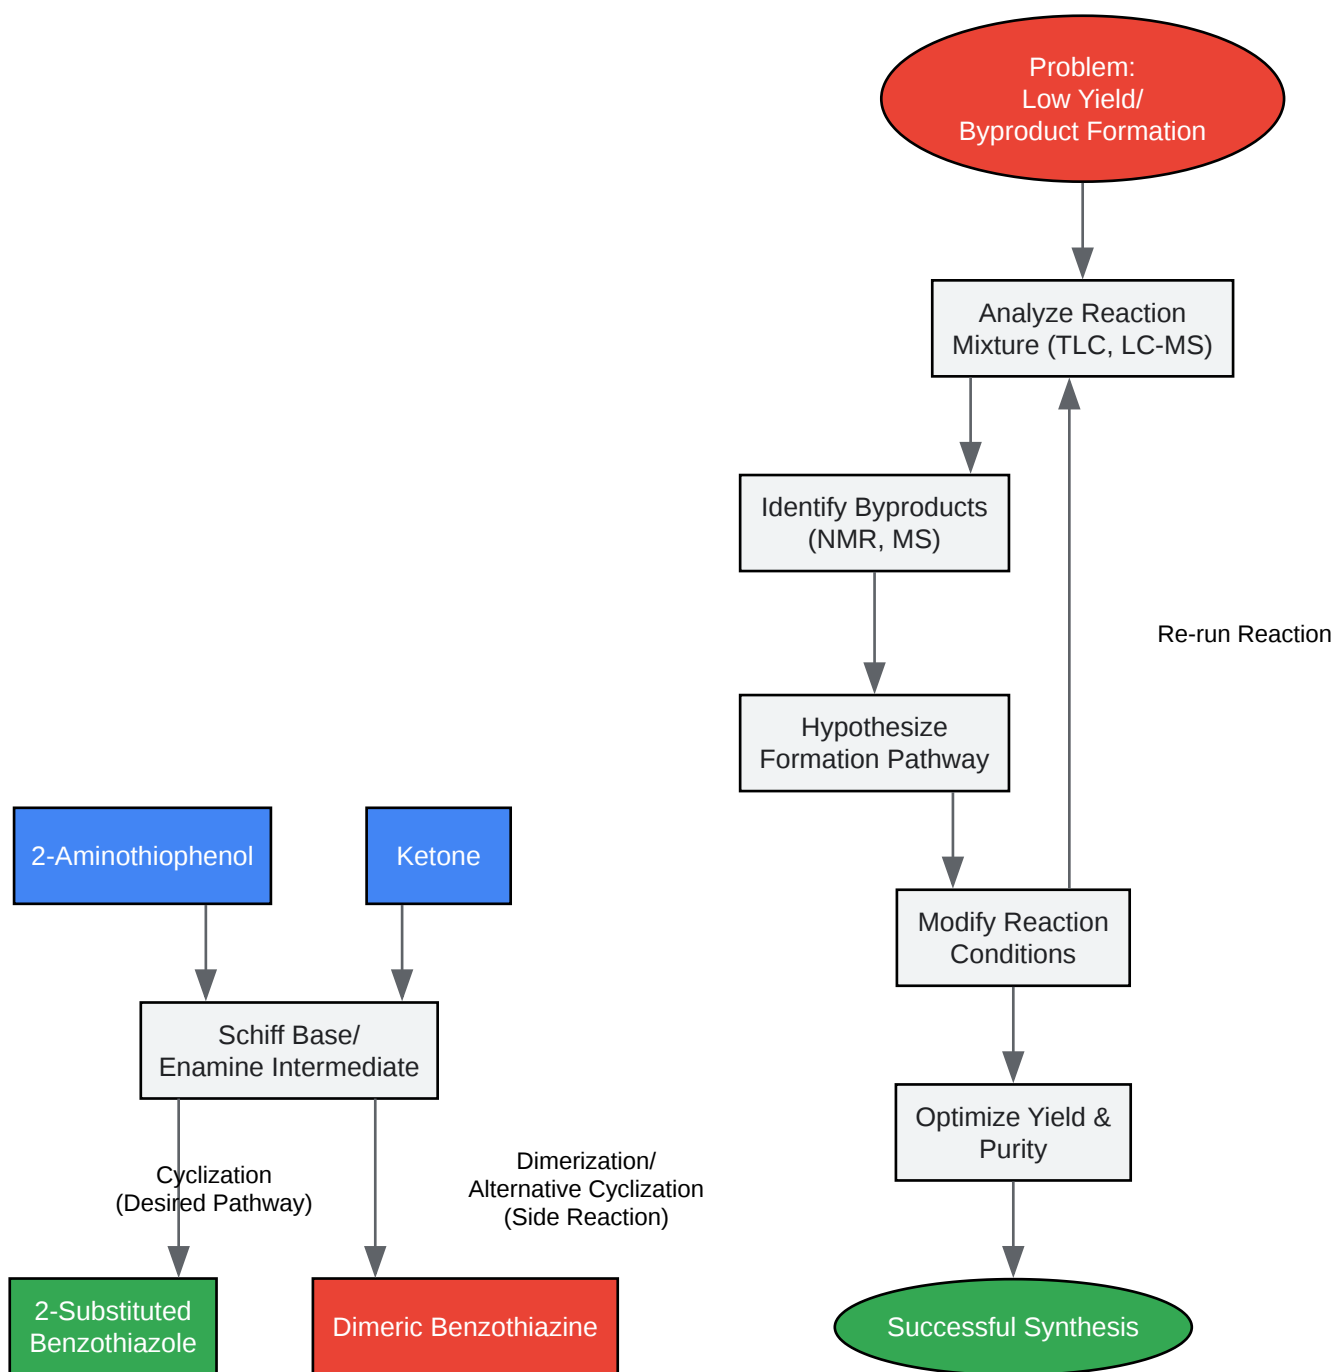 Problem:
Low Yield/
Byproduct Formation
Analyze Reaction
Mixture (TLC, LC-MS)
Identify Byproducts
(NMR, MS)
Re-run Reaction
Hypothesize
Formation Pathway
2-Aminothiophenol
Ketone
Modify Reaction
Conditions
Schiff Base/
Enamine Intermediate
Optimize Yield &
Purity
Cyclization
(Desired Pathway)
Dimerization/
Alternative Cyclization
(Side Reaction)
2-Substituted
Benzothiazole
Dimeric Benzothiazine
Successful Synthesis